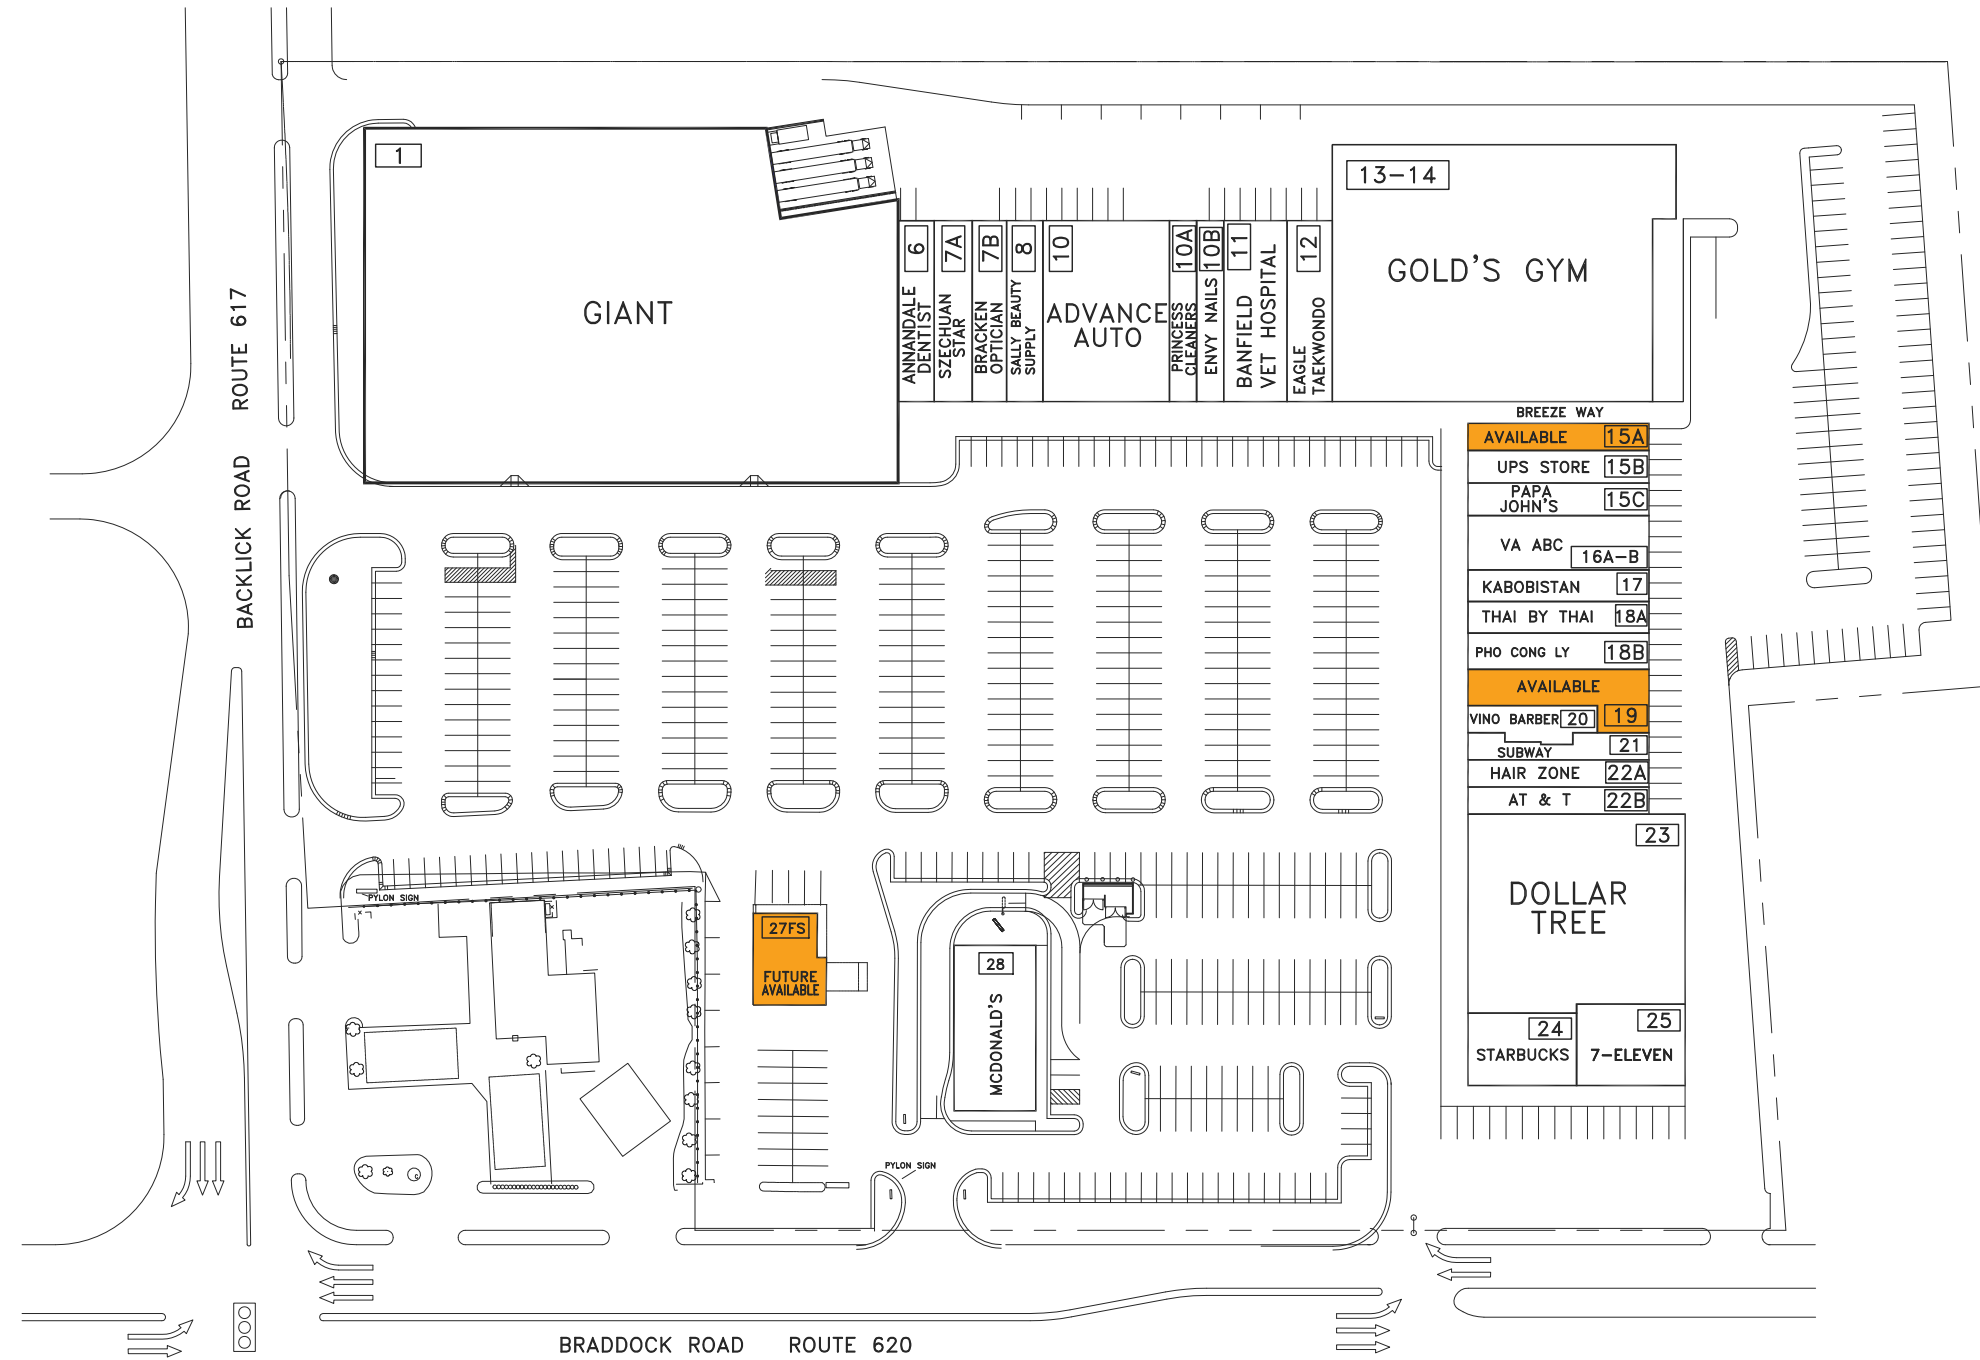 1
GIANT
6
ANNANDALE
DENTIST
7A
SZECHUAN
STAR
7B
BRACKEN
OPTICIAN
8
SALLY BEAUTY
SUPPLY
10
ADVANCE
AUTO
10A
PRINCESS
CLEANERS
10B
ENVY NAILS
11
BANFIELD
VET HOSPITAL
12
EAGLE
TAEKWONDO
13-14
GOLD'S GYM
BREEZE WAY
AVAILABLE 15A
UPS STORE 15B
PAPA
JOHN'S
15C
VA ABC
16A-B
KABOBISTAN 17
THAI BY THAI 18A
PHO CONG LY 18B
AVAILABLE
19
VINO BARBER 20
SUBWAY 21
HAIR ZONE 22A
AT & T 22B
23
DOLLAR
TREE
24
STARBUCKS
25
7-ELEVEN
BACKLICK ROAD ROUTE 617
PYLON SIGN
27FS
FUTURE
AVAILABLE
28
MCDONALD'S
PYLON SIGN
BRADDOCK ROAD ROUTE 620